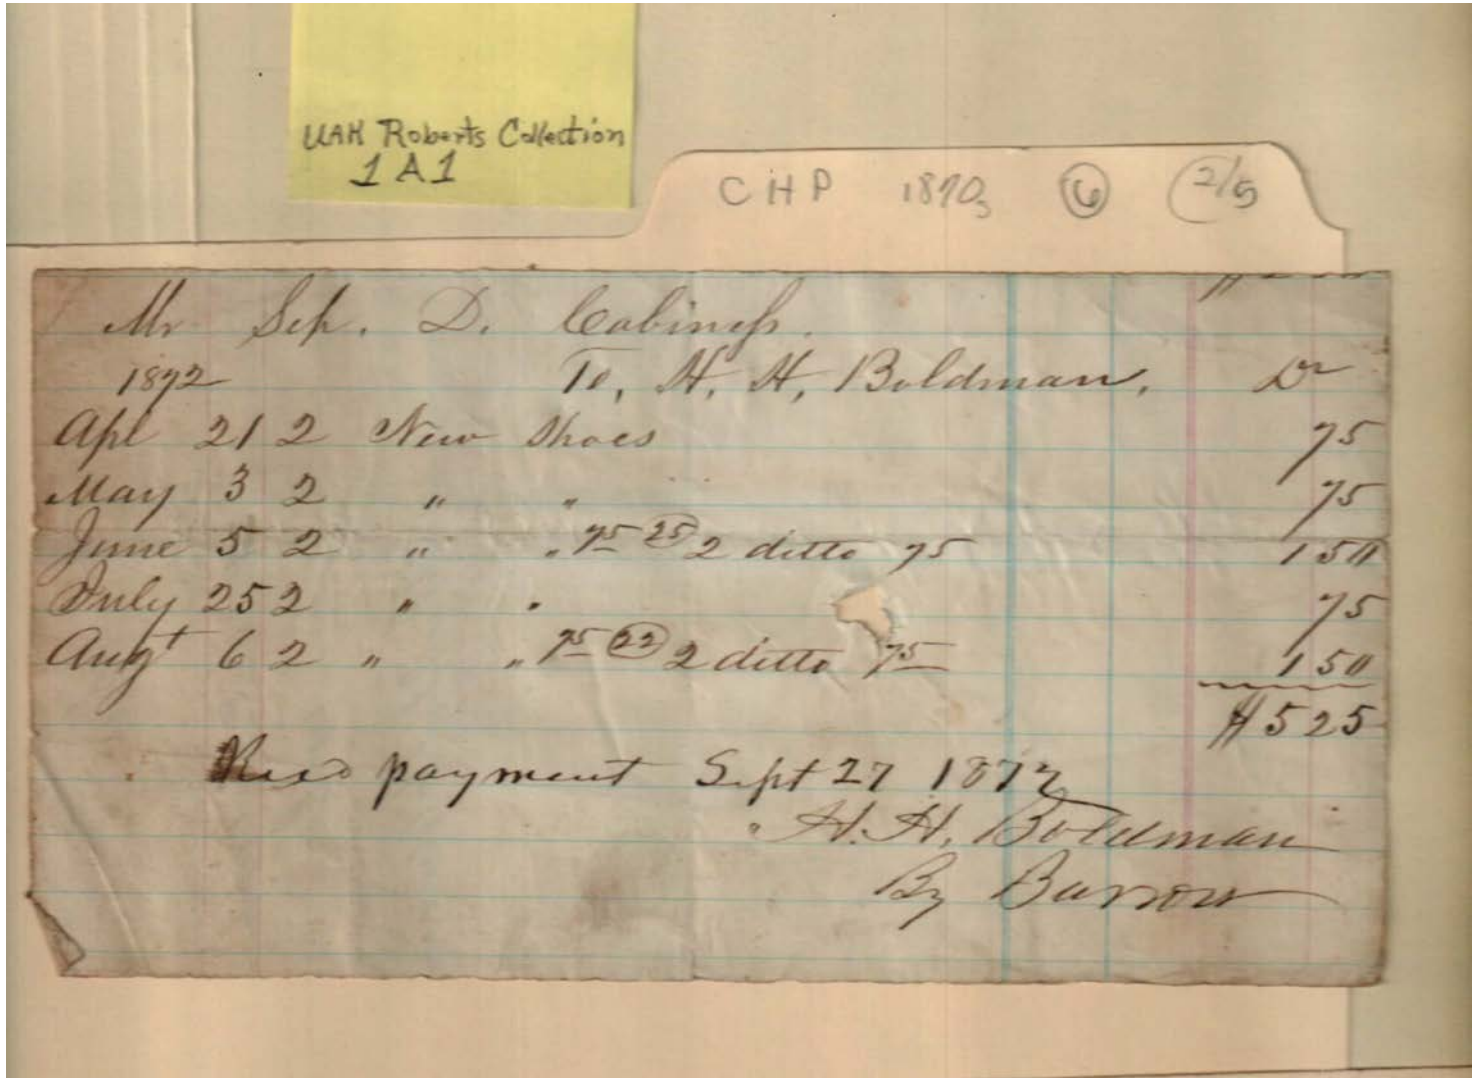 UAH Roberts Collection
1A1
CHP 1870s 6 2/5
Mr Sep. D. Cabiness.
1872 To, H. H. Boldman, Dr
Apl 21 2 New Shoes 75
May 3 2 " " 75
June 5 2 " " 75 25 2 ditto 75 150
July 25 2 " " 75
Augt 6 2 " " 75 22 2 ditto 75 150
$525
Recd payment Sept 27 1872
H. H. Boldman
By Barrow